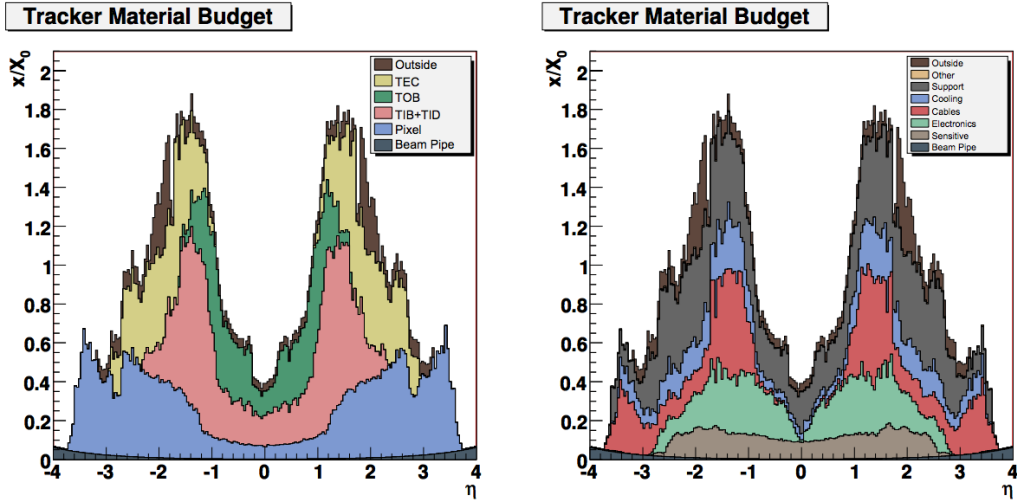 Tracker Material Budget
x/X0
2
1.8
1.6
1.4
1.2
1
0.8
0.6
0.4
0.2
0
Outside
TEC
TOB
TIB+TID
Pixel
Beam Pipe
-4 -3 -2 -1 0 1 2 3 4
η
Tracker Material Budget
x/X0
2
1.8
1.6
1.4
1.2
1
0.8
0.6
0.4
0.2
0
Outside
Other
Support
Cooling
Cables
Electronics
Sensitive
Beam Pipe
-4 -3 -2 -1 0 1 2 3 4
η